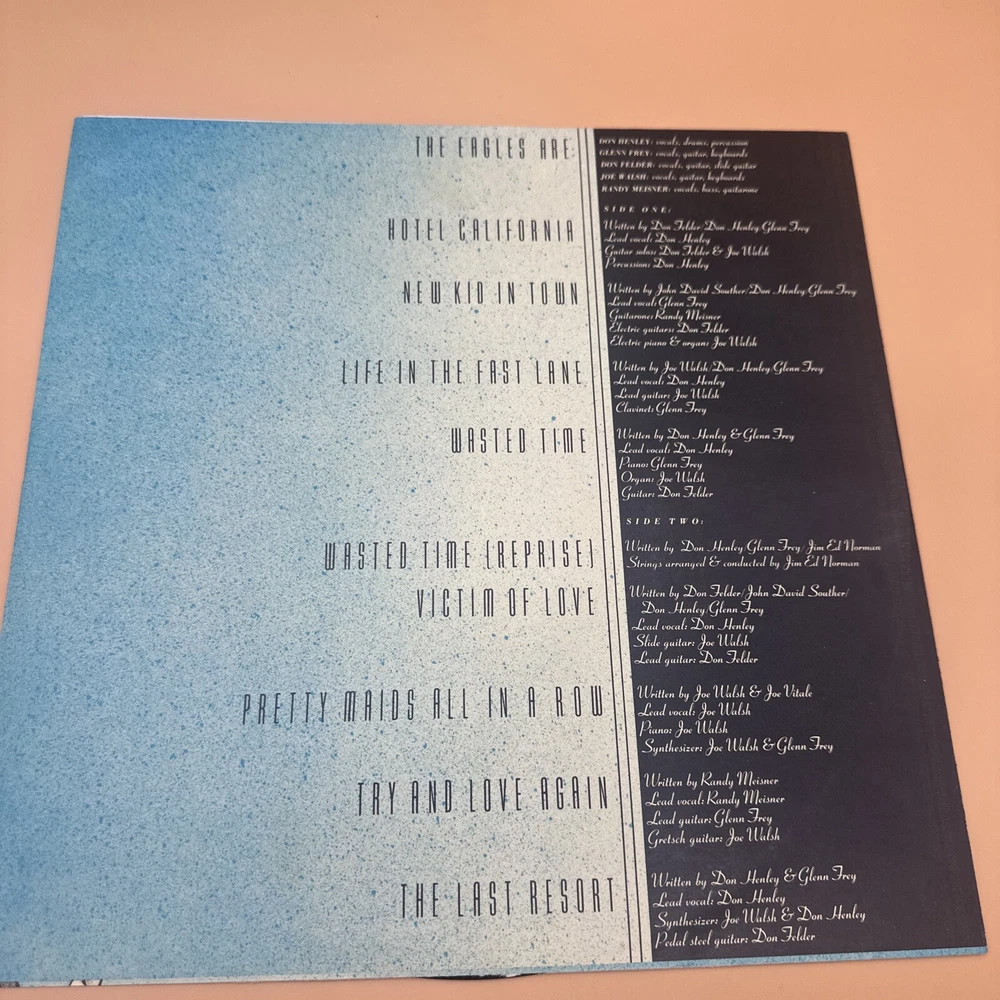 THE EAGLES ARE:
DON HENLEY: vocals, drums, percussion
GLENN FREY: vocals, guitar, keyboards
DON FELDER: vocals, guitar, slide guitar
JOE WALSH: vocals, guitar, keyboards
RANDY MEISNER: vocals, bass, guitarone
SIDE ONE:
HOTEL CALIFORNIA
Written by Don Felder/Don Henley/Glenn Frey
Lead vocal: Don Henley
Guitar solos: Don Felder & Joe Walsh
Percussion: Don Henley
NEW KID IN TOWN
Written by John David Souther/Don Henley/Glenn Frey
Lead vocal: Glenn Frey
Guitarone: Randy Meisner
Electric guitars: Don Felder
Electric piano & organ: Joe Walsh
LIFE IN THE FAST LANE
Written by Joe Walsh/Don Henley/Glenn Frey
Lead vocal: Don Henley
Lead guitar: Joe Walsh
Clavinet: Glenn Frey
WASTED TIME
Written by Don Henley & Glenn Frey
Lead vocal: Don Henley
Piano: Glenn Frey
Organ: Joe Walsh
Guitar: Don Felder
SIDE TWO:
WASTED TIME (REPRISE)
Written by Don Henley/Glenn Frey/Jim Ed Norman
Strings arranged & conducted by Jim Ed Norman
VICTIM OF LOVE
Written by Don Felder/John David Souther/
Don Henley/Glenn Frey
Lead vocal: Don Henley
Slide guitar: Joe Walsh
Lead guitar: Don Felder
PRETTY MAIDS ALL IN A ROW
Written by Joe Walsh & Joe Vitale
Lead vocal: Joe Walsh
Piano: Joe Walsh
Synthesizer: Joe Walsh & Glenn Frey
TRY AND LOVE AGAIN
Written by Randy Meisner
Lead vocal: Randy Meisner
Lead guitar: Glenn Frey
Gretsch guitar: Joe Walsh
THE LAST RESORT
Written by Don Henley & Glenn Frey
Lead vocal: Don Henley
Synthesizer: Joe Walsh & Don Henley
Pedal steel guitar: Don Felder